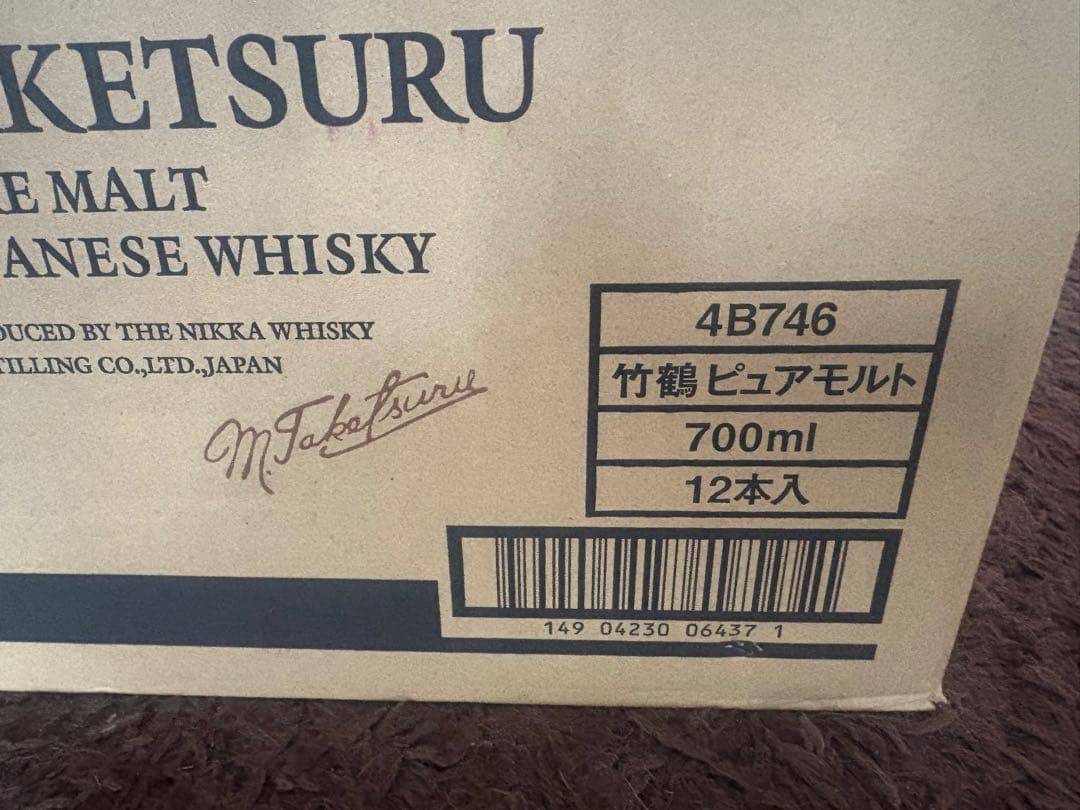 KETSURU
E MALT
ANESE WHISKY
DUCED BY THE NIKKA WHISKY
TILLING CO.,LTD.,JAPAN
M.Taketsuru
4B746
竹鶴 ピュアモルト
700ml
12本入
149 04230 06437 1